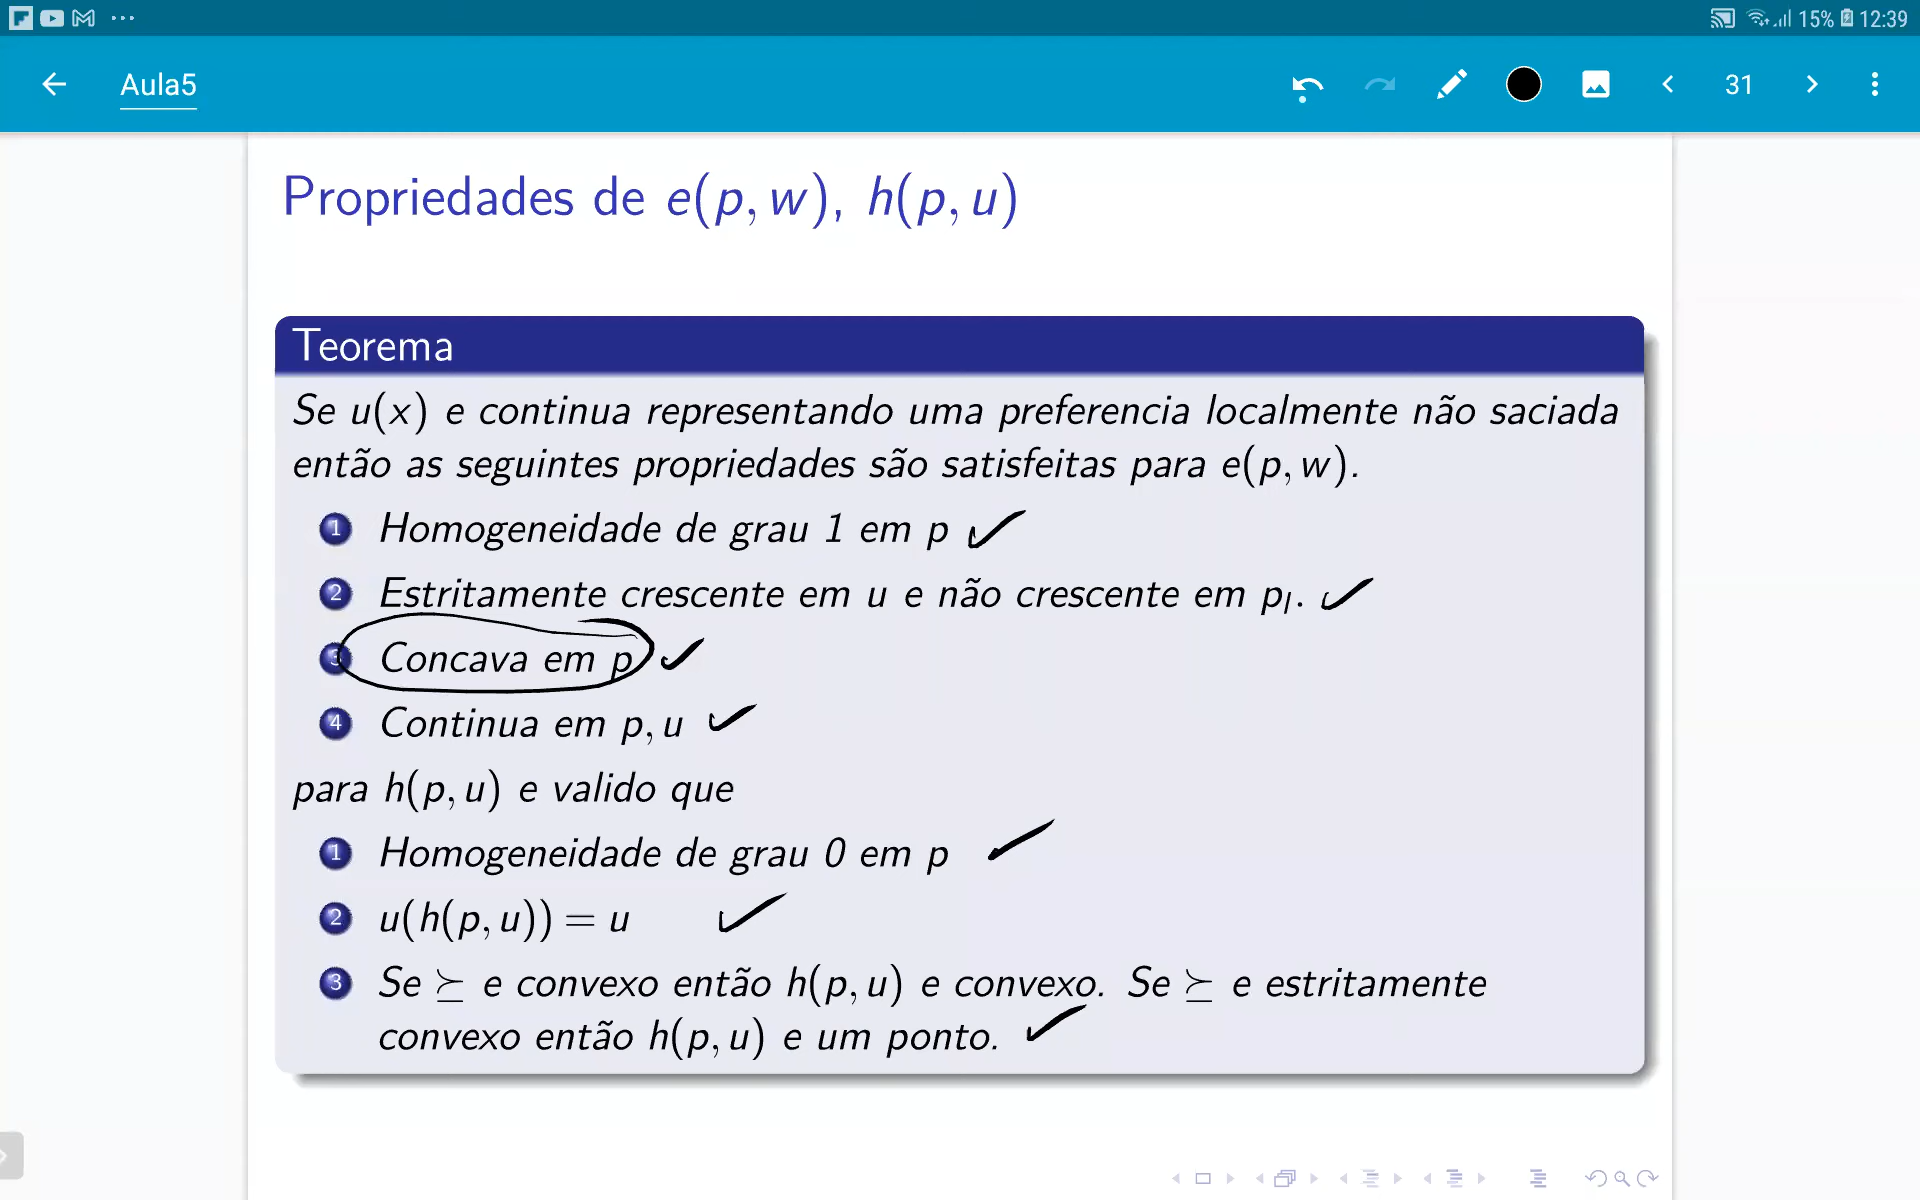 15% 12:39
Aula5
31
Propriedades de e(p, w), h(p, u)
Teorema
Se u(x) e continua representando uma preferencia localmente não saciada
então as seguintes propriedades são satisfeitas para e(p, w).
1 Homogeneidade de grau 1 em p
2 Estritamente crescente em u e não crescente em pₗ.
3 Concava em p
4 Continua em p, u
para h(p, u) e valido que
1 Homogeneidade de grau 0 em p
2 u(h(p, u)) = u
3 Se ⪰ e convexo então h(p, u) e convexo. Se ⪰ e estritamente
convexo então h(p, u) e um ponto.